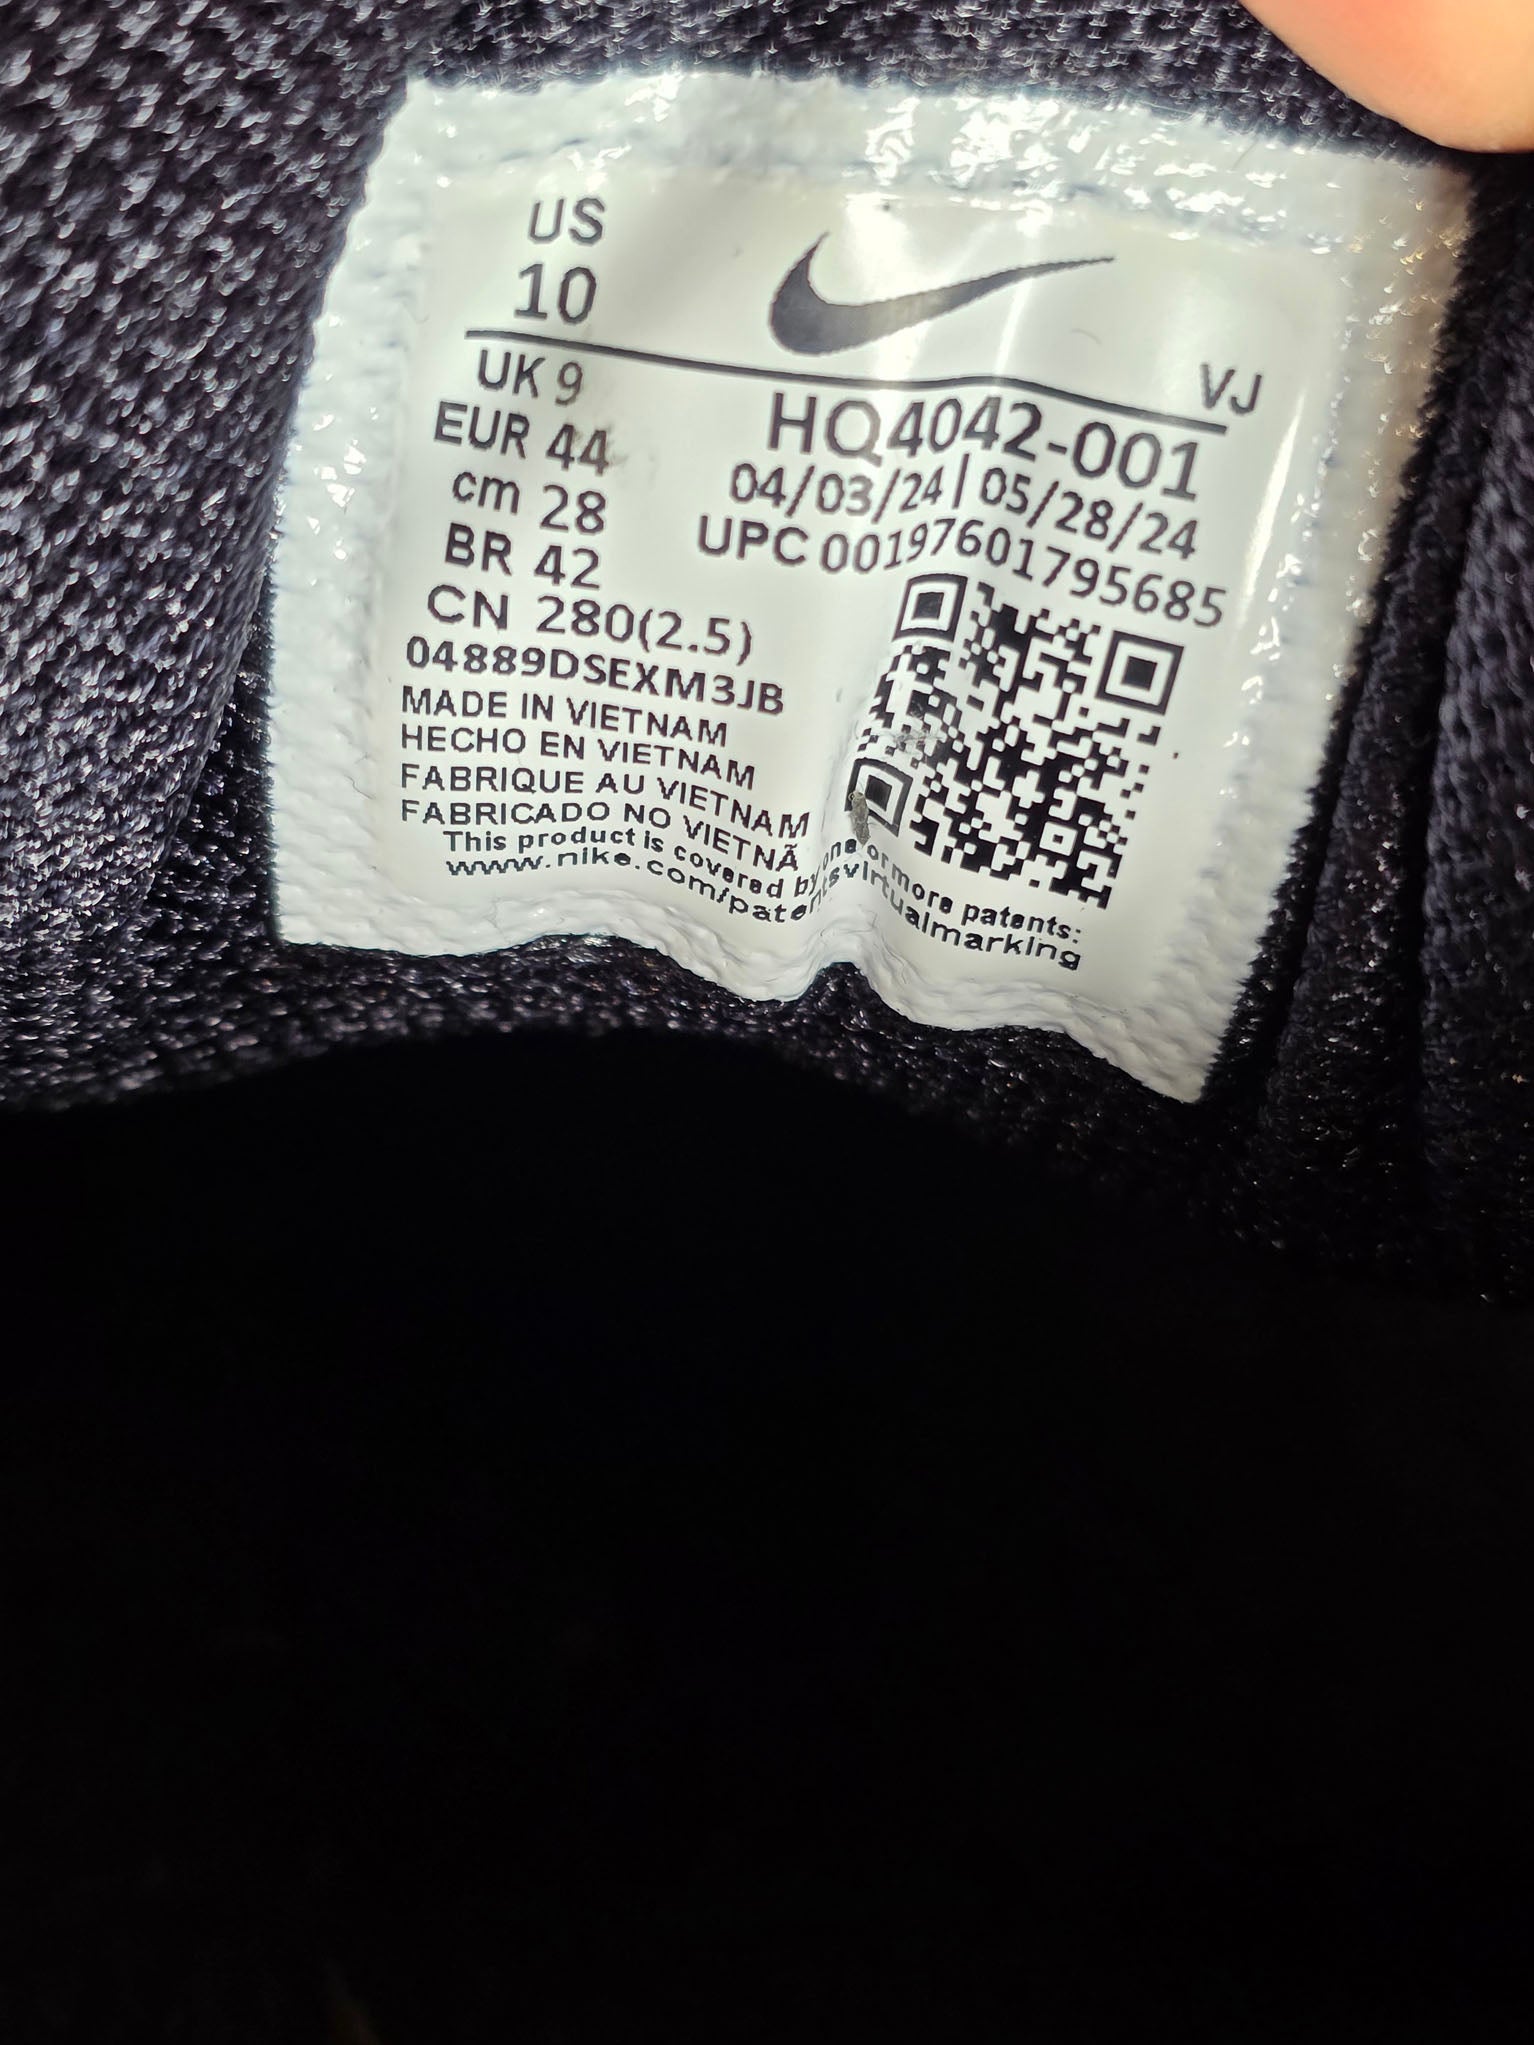 US
10
VJ
UK 9
HQ4042-001
EUR 44
04/03/24 | 05/28/24
cm 28
UPC 00197601795685
BR 42
CN 280(2.5)
04889DSEXM3JB
MADE IN VIETNAM
HECHO EN VIETNAM
FABRIQUE AU VIETNAM
FABRICADO NO VIETNÃ
This product is covered by one or more patents:
www.nike.com/patentsvirtualmarking